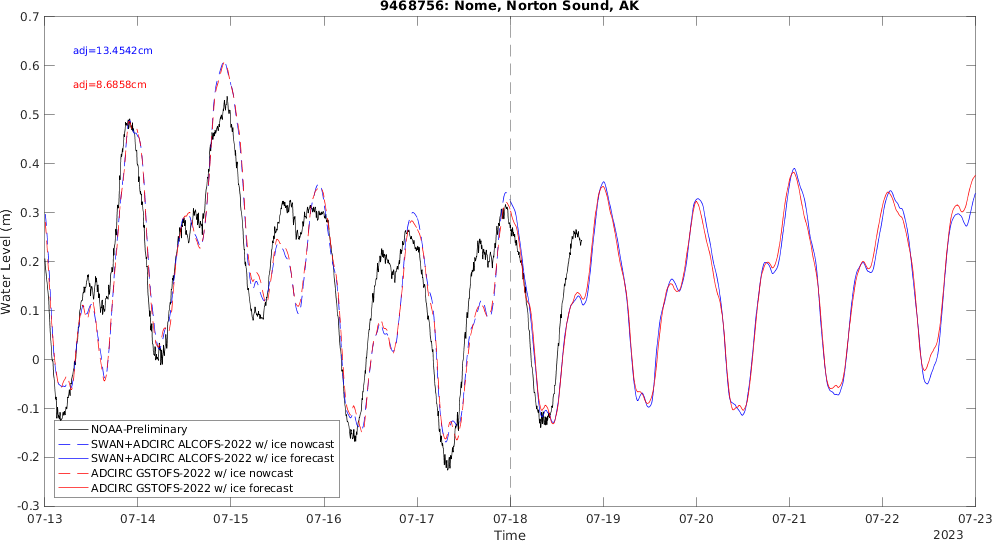 9468756: Nome, Norton Sound, AK
0.7
0.6
0.5
0.4
0.3
0.2
0.1
0
-0.1
-0.2
-0.3
Water Level (m)
adj=13.4542cm
adj=8.6858cm
NOAA-Preliminary
SWAN+ADCIRC ALCOFS-2022 w/ ice nowcast
SWAN+ADCIRC ALCOFS-2022 w/ ice forecast
ADCIRC GSTOFS-2022 w/ ice nowcast
ADCIRC GSTOFS-2022 w/ ice forecast
07-13 07-14 07-15 07-16 07-17 07-18 07-19 07-20 07-21 07-22 07-23
Time
2023